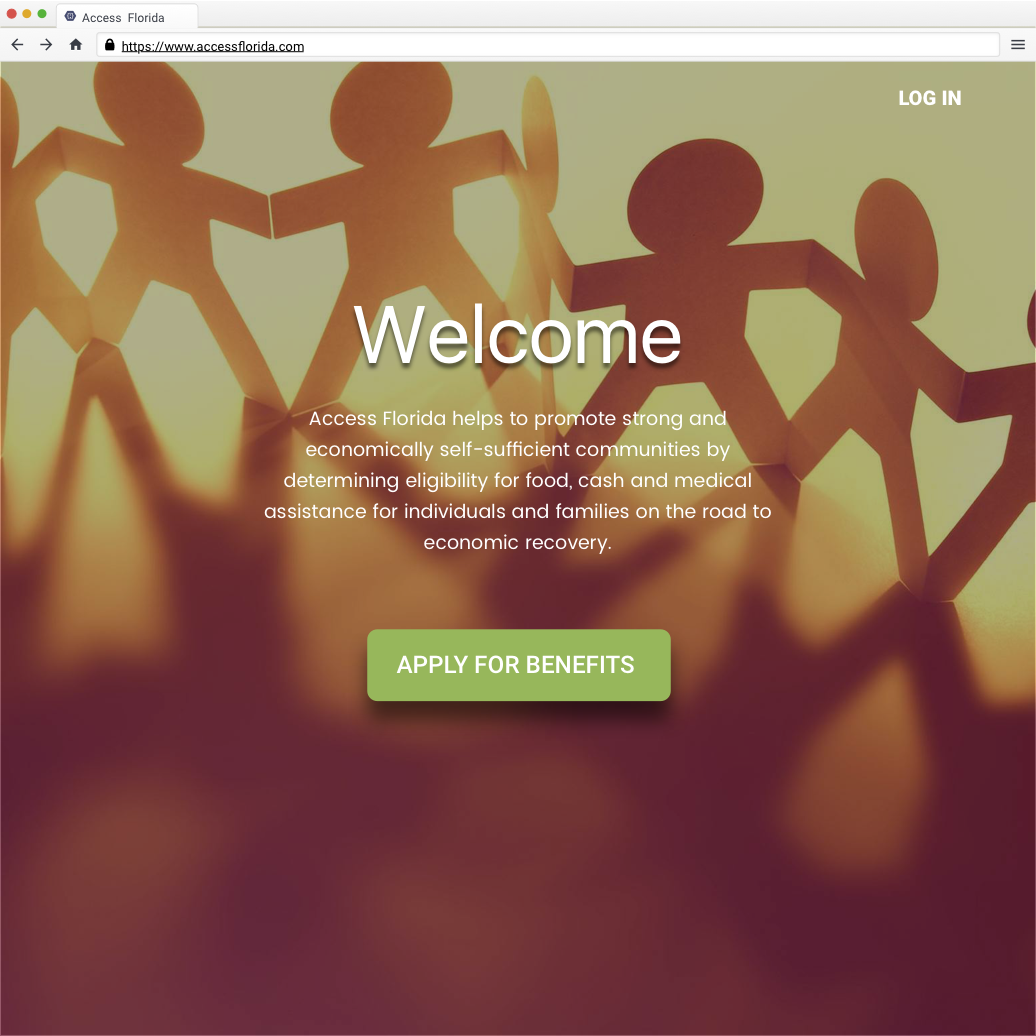 Access Florida
https://www.accessflorida.com
LOG IN
Welcome
Access Florida helps to promote strong and
economically self-sufficient communities by
determining eligibility for food, cash and medical
assistance for individuals and families on the road to
economic recovery.
APPLY FOR BENEFITS